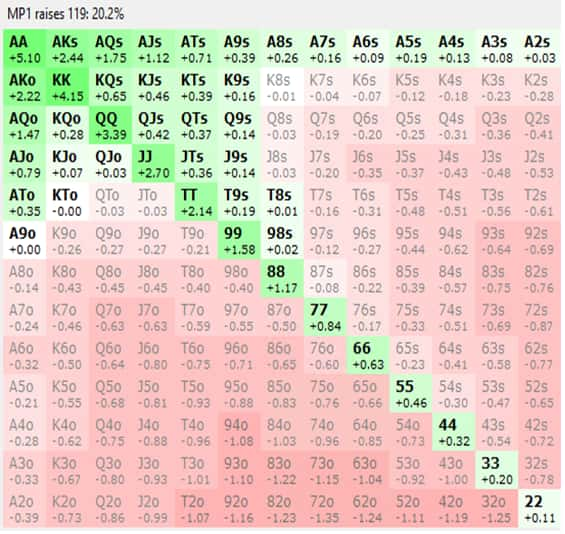 MP1 raises 119: 20.2%
AA AKs AQs AJs ATs A9s A8s A7s A6s A5s A4s A3s A2s
+5.10 +2.44 +1.75 +1.12 +0.71 +0.39 +0.26 +0.16 +0.09 +0.19 +0.13 +0.08 +0.03
AKo KK KQs KJs KTs K9s K8s K7s K6s K5s K4s K3s K2s
+2.22 +4.15 +0.65 +0.46 +0.39 +0.16 -0.01 -0.04 -0.07 -0.12 -0.18 -0.23 -0.28
AQo KQo QQ QJs QTs Q9s Q8s Q7s Q6s Q5s Q4s Q3s Q2s
+1.47 +0.28 +3.39 +0.42 +0.37 +0.14 -0.03 -0.19 -0.20 -0.25 -0.31 -0.36 -0.41
AJo KJo QJo JJ JTs J9s J8s J7s J6s J5s J4s J3s J2s
+0.79 +0.07 +0.03 +2.70 +0.36 +0.14 -0.03 -0.20 -0.35 -0.37 -0.43 -0.48 -0.53
ATo KTo QTo JTo TT T9s T8s T7s T6s T5s T4s T3s T2s
+0.35 -0.00 -0.03 -0.03 +2.14 +0.19 +0.01 -0.16 -0.31 -0.48 -0.51 -0.56 -0.61
A9o K9o Q9o J9o T9o 99 98s 97s 96s 95s 94s 93s 92s
+0.00 -0.26 -0.27 -0.27 -0.21 +1.58 +0.02 -0.12 -0.27 -0.44 -0.62 -0.64 -0.69
A8o K8o Q8o J8o T8o 98o 88 87s 86s 85s 84s 83s 82s
-0.14 -0.43 -0.45 -0.45 -0.40 -0.40 +1.17 -0.08 -0.22 -0.39 -0.57 -0.75 -0.76
A7o K7o Q7o J7o T7o 97o 87o 77 76s 75s 74s 73s 72s
-0.24 -0.46 -0.63 -0.63 -0.59 -0.55 -0.50 +0.84 -0.17 -0.33 -0.51 -0.69 -0.87
A6o K6o Q6o J6o T6o 96o 86o 76o 66 65s 64s 63s 62s
-0.32 -0.50 -0.64 -0.80 -0.75 -0.71 -0.65 -0.60 +0.63 -0.23 -0.41 -0.58 -0.77
A5o K5o Q5o J5o T5o 95o 85o 75o 65o 55 54s 53s 52s
-0.21 -0.55 -0.68 -0.81 -0.93 -0.88 -0.83 -0.76 -0.66 +0.46 -0.30 -0.47 -0.65
A4o K4o Q4o J4o T4o 94o 84o 74o 64o 54o 44 43s 42s
-0.28 -0.62 -0.75 -0.88 -0.96 -1.08 -1.03 -0.96 -0.85 -0.73 +0.32 -0.54 -0.72
A3o K3o Q3o J3o T3o 93o 83o 73o 63o 53o 43o 33 32s
-0.33 -0.67 -0.80 -0.93 -1.01 -1.10 -1.22 -1.15 -1.04 -0.92 -1.00 +0.20 -0.78
A2o K2o Q2o J2o T2o 92o 82o 72o 62o 52o 42o 32o 22
-0.39 -0.73 -0.86 -0.99 -1.07 -1.16 -1.23 -1.35 -1.24 -1.11 -1.19 -1.25 +0.11